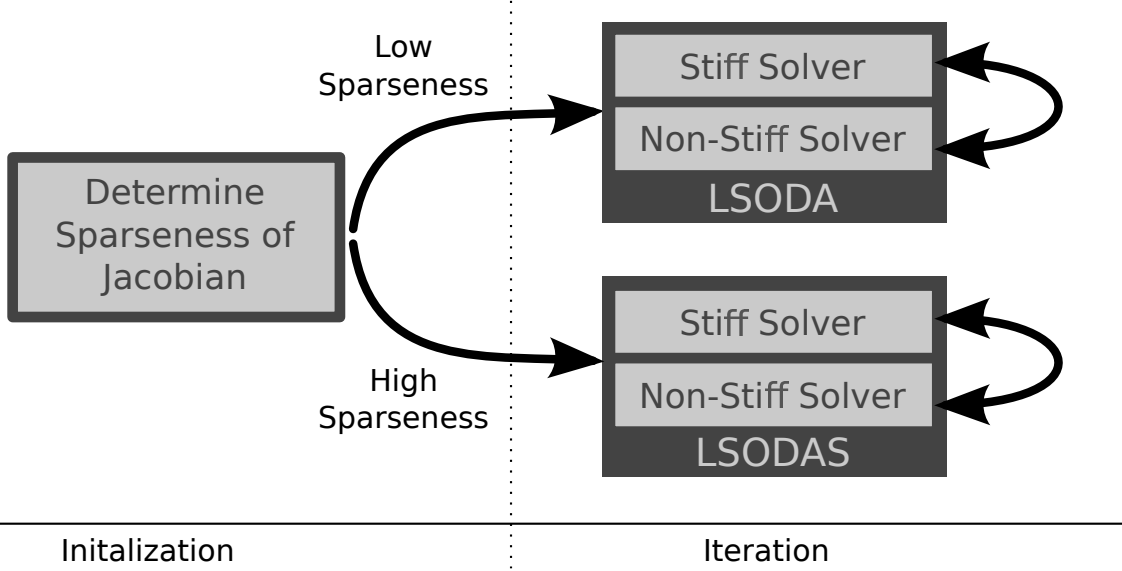 Low
Sparseness
Determine
Sparseness of
Jacobian
High
Sparseness
Stiff Solver
Non-Stiff Solver
LSODA
Stiff Solver
Non-Stiff Solver
LSODAS
Initalization
Iteration